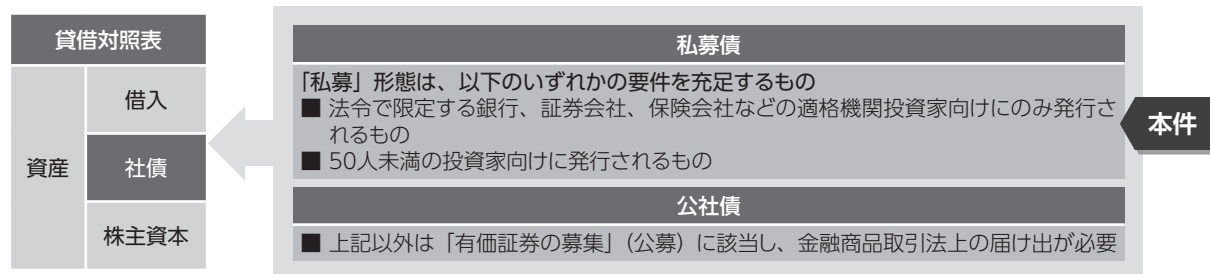 貸借対照表
資産
借入
社債
株主資本
私募債
「私募」形態は、以下のいずれかの要件を充足するもの
■ 法令で限定する銀行、証券会社、保険会社などの適格機関投資家向けにのみ発行さ
れるもの
■ 50人未満の投資家向けに発行されるもの
本件
公社債
■ 上記以外は「有価証券の募集」(公募) に該当し、金融商品取引法上の届け出が必要